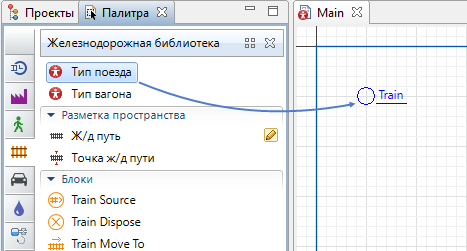 Проекты
Палитра
Main
Железнодорожная библиотека
Тип поезда
Train
Тип вагона
Разметка пространства
Ж/д путь
Точка ж/д пути
Блоки
Train Source
Train Dispose
Train Move To